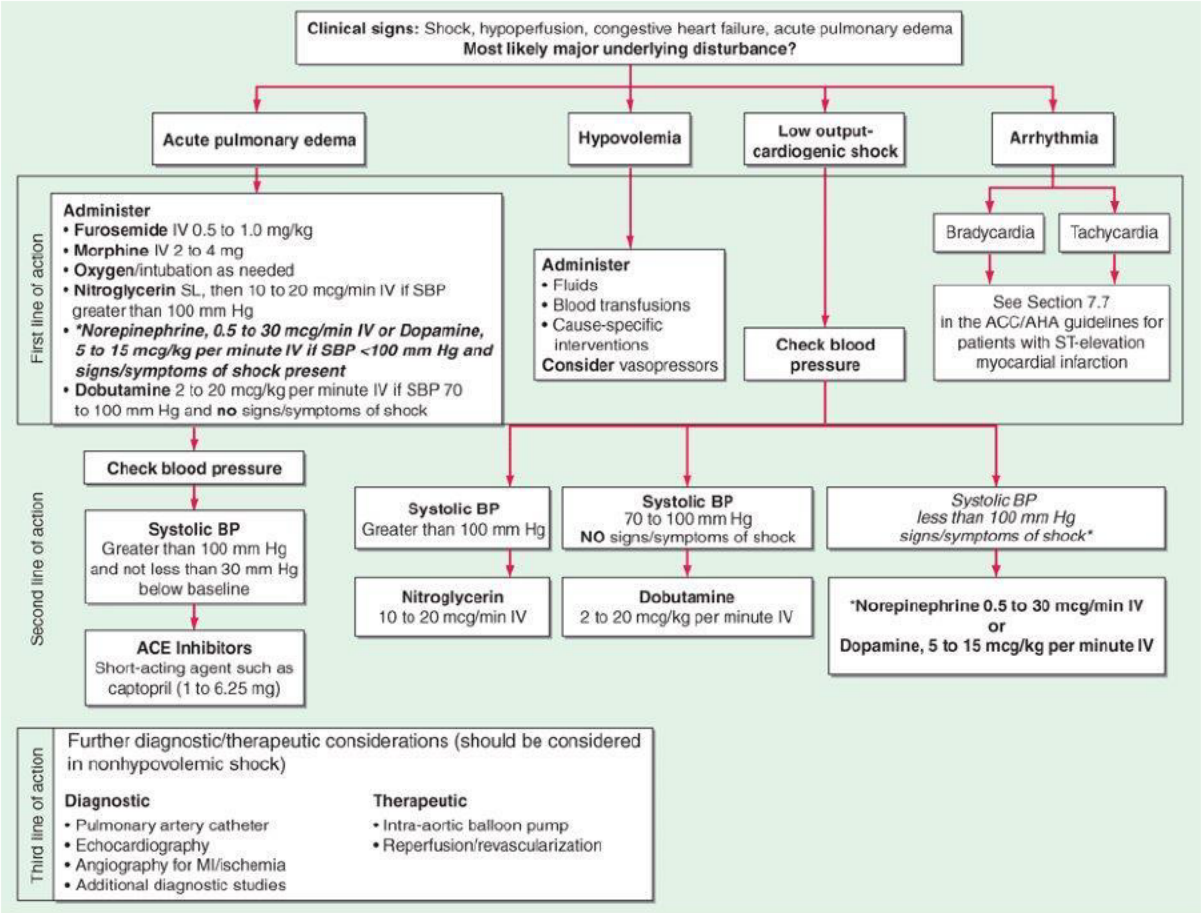 Clinical signs: Shock, hypoperfusion, congestive heart failure, acute pulmonary edema
Most likely major underlying disturbance?
Acute pulmonary edema
Hypovolemia
Low output-
cardiogenic shock
Arrhythmia
First line of action
Administer
• Furosemide IV 0.5 to 1.0 mg/kg
• Morphine IV 2 to 4 mg
• Oxygen/intubation as needed
• Nitroglycerin SL, then 10 to 20 mcg/min IV if SBP
greater than 100 mm Hg
• *Norepinephrine, 0.5 to 30 mcg/min IV or Dopamine,
5 to 15 mcg/kg per minute IV if SBP <100 mm Hg and
signs/symptoms of shock present
• Dobutamine 2 to 20 mcg/kg per minute IV if SBP 70
to 100 mm Hg and no signs/symptoms of shock
Administer
• Fluids
• Blood transfusions
• Cause-specific
interventions
Consider vasopressors
Check blood
pressure
Bradycardia
Tachycardia
See Section 7.7
in the ACC/AHA guidelines for
patients with ST-elevation
myocardial infarction
Second line of action
Check blood pressure
Systolic BP
Greater than 100 mm Hg
and not less than 30 mm Hg
below baseline
ACE Inhibitors
Short-acting agent such as
captopril (1 to 6.25 mg)
Systolic BP
Greater than 100 mm Hg
Nitroglycerin
10 to 20 mcg/min IV
Systolic BP
70 to 100 mm Hg
NO signs/symptoms of shock
Dobutamine
2 to 20 mcg/kg per minute IV
Systolic BP
less than 100 mm Hg
signs/symptoms of shock*
*Norepinephrine 0.5 to 30 mcg/min IV
or
Dopamine, 5 to 15 mcg/kg per minute IV
Third line of action
Further diagnostic/therapeutic considerations (should be considered
in nonhypovolemic shock)
Diagnostic
• Pulmonary artery catheter
• Echocardiography
• Angiography for MI/ischemia
• Additional diagnostic studies
Therapeutic
• Intra-aortic balloon pump
• Reperfusion/revascularization